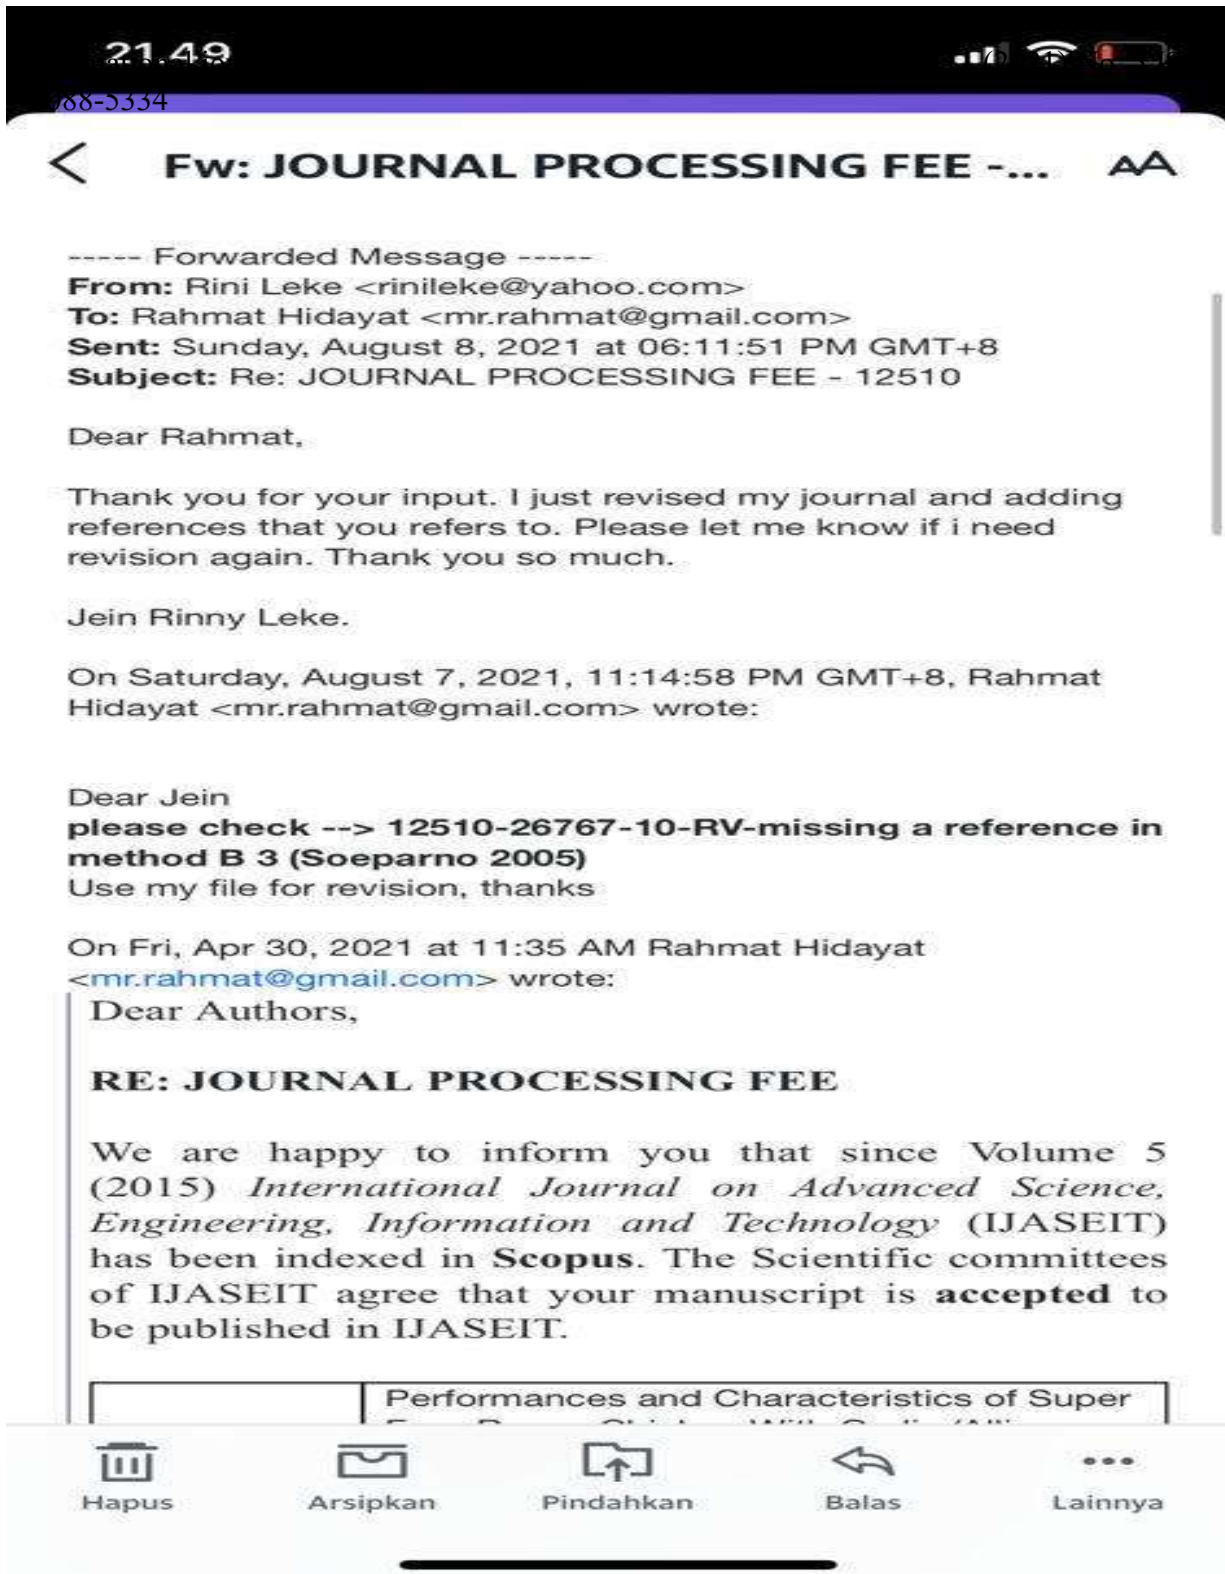 21.49
88-5334
Fw: JOURNAL PROCESSING FEE -... AA
----- Forwarded Message -----
From: Rini Leke <rinileke@yahoo.com>
To: Rahmat Hidayat <mr.rahmat@gmail.com>
Sent: Sunday, August 8, 2021 at 06:11:51 PM GMT+8
Subject: Re: JOURNAL PROCESSING FEE - 12510
Dear Rahmat,
Thank you for your input. I just revised my journal and adding
references that you refers to. Please let me know if i need
revision again. Thank you so much.
Jein Rinny Leke.
On Saturday, August 7, 2021, 11:14:58 PM GMT+8, Rahmat
Hidayat <mr.rahmat@gmail.com> wrote:
Dear Jein
please check --> 12510-26767-10-RV-missing a reference in
method B 3 (Soeparno 2005)
Use my file for revision, thanks
On Fri, Apr 30, 2021 at 11:35 AM Rahmat Hidayat
<mr.rahmat@gmail.com> wrote:
Dear Authors,
RE: JOURNAL PROCESSING FEE
We are happy to inform you that since Volume 5
(2015) International Journal on Advanced Science,
Engineering, Information and Technology (IJASEIT)
has been indexed in Scopus. The Scientific committees
of IJASEIT agree that your manuscript is accepted to
be published in IJASEIT.
Performances and Characteristics of Super
Hapus Arsipkan Pindahkan Balas Lainnya